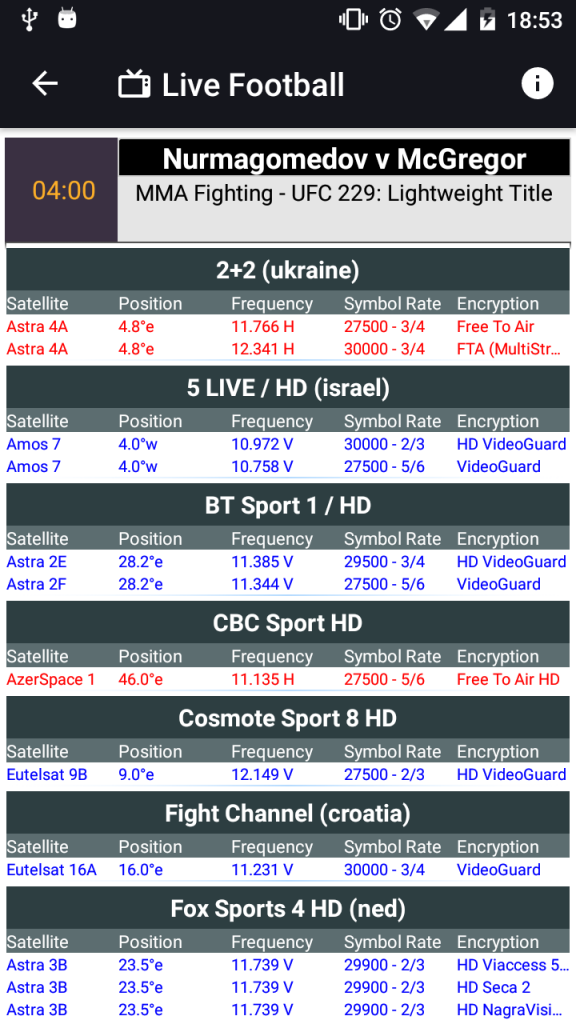 18:53
Live Football
04:00
Nurmagomedov v McGregor
MMA Fighting - UFC 229: Lightweight Title
2+2 (ukraine)
Satellite Position Frequency Symbol Rate Encryption
Astra 4A 4.8°e 11.766 H 27500 - 3/4 Free To Air
Astra 4A 4.8°e 12.341 H 30000 - 3/4 FTA (MultiStr...
5 LIVE / HD (israel)
Satellite Position Frequency Symbol Rate Encryption
Amos 7 4.0°w 10.972 V 30000 - 2/3 HD VideoGuard
Amos 7 4.0°w 10.758 V 27500 - 5/6 VideoGuard
BT Sport 1 / HD
Satellite Position Frequency Symbol Rate Encryption
Astra 2E 28.2°e 11.385 V 29500 - 3/4 HD VideoGuard
Astra 2F 28.2°e 11.344 V 27500 - 5/6 VideoGuard
CBC Sport HD
Satellite Position Frequency Symbol Rate Encryption
AzerSpace 1 46.0°e 11.135 H 27500 - 5/6 Free To Air HD
Cosmote Sport 8 HD
Satellite Position Frequency Symbol Rate Encryption
Eutelsat 9B 9.0°e 12.149 V 27500 - 2/3 HD VideoGuard
Fight Channel (croatia)
Satellite Position Frequency Symbol Rate Encryption
Eutelsat 16A 16.0°e 11.231 V 30000 - 3/4 VideoGuard
Fox Sports 4 HD (ned)
Satellite Position Frequency Symbol Rate Encryption
Astra 3B 23.5°e 11.739 V 29900 - 2/3 HD Viaccess 5...
Astra 3B 23.5°e 11.739 V 29900 - 2/3 HD Seca 2
Astra 3B 23.5°e 11.739 V 29900 - 2/3 HD NagraVisi...